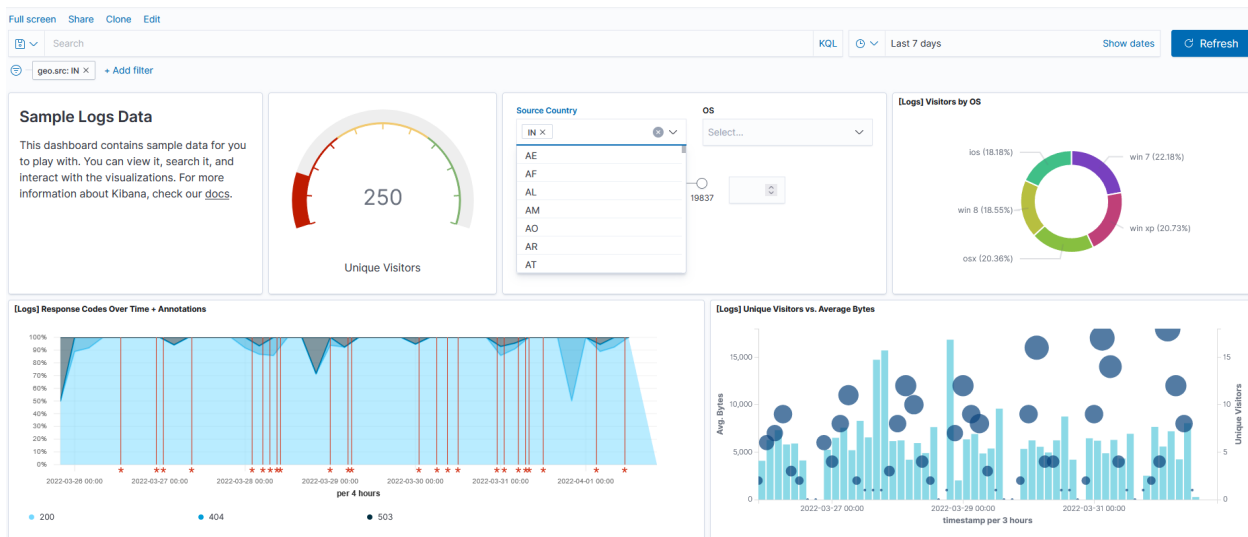 Full screen Share Clone Edit
Search KQL Last 7 days Show dates Refresh
geo.src: IN × + Add filter
Sample Logs Data
This dashboard contains sample data for you
to play with. You can view it, search it, and
interact with the visualizations. For more
information about Kibana, check our docs.
250
Unique Visitors
Source Country
IN ×
AE
AF
AL
AM
AO
AR
AT
OS
Select...
19837
[Logs] Visitors by OS
ios (18.18%)
win 7 (22.18%)
win 8 (18.55%)
win xp (20.73%)
osx (20.36%)
[Logs] Response Codes Over Time + Annotations
100%
90%
80%
70%
60%
50%
40%
30%
20%
10%
0%
2022-03-26 00:00 2022-03-27 00:00 2022-03-28 00:00 2022-03-29 00:00 2022-03-30 00:00 2022-03-31 00:00 2022-04-01 00:00
per 4 hours
200 404 503
[Logs] Unique Visitors vs. Average Bytes
Avg. Bytes
15,000
10,000
5,000
0
15
10
5
0
Unique Visitors
2022-03-27 00:00 2022-03-29 00:00 2022-03-31 00:00
timestamp per 3 hours